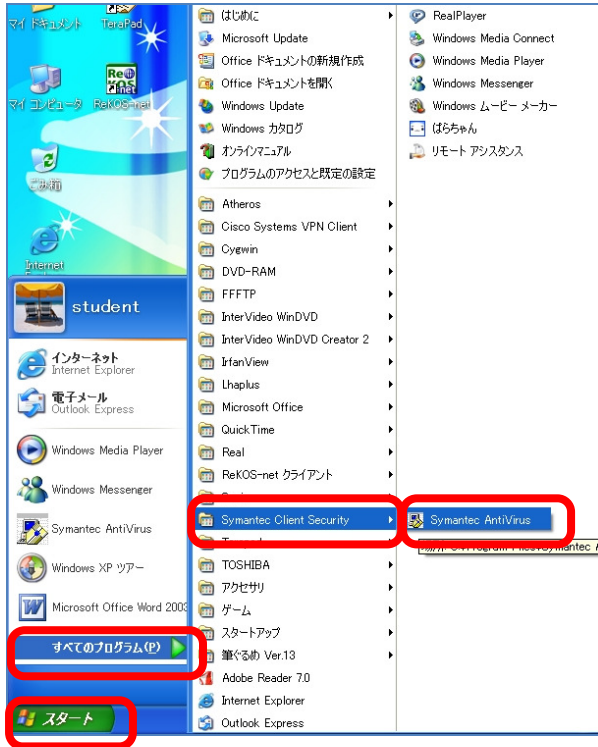 マイ ドキュメント
TeraPad
マイ コンピュータ
ReKOS-net
ごみ箱
Internet
student
インターネット
Internet Explorer
電子メール
Outlook Express
Windows Media Player
Windows Messenger
Symantec AntiVirus
Windows XP ツアー
Microsoft Office Word 2003
すべてのプログラム(P)
スタート
はじめに
Microsoft Update
Office ドキュメントの新規作成
Office ドキュメントを開く
Windows Update
Windows カタログ
オンラインマニュアル
プログラムのアクセスと既定の設定
Atheros
Cisco Systems VPN Client
Cygwin
DVD-RAM
FFFTP
InterVideo WinDVD
InterVideo WinDVD Creator 2
IrfanView
Lhaplus
Microsoft Office
QuickTime
Real
ReKOS-net クライアント
Symantec Client Security
TOSHIBA
アクセサリ
ゲーム
スタートアップ
筆ぐるめ Ver.13
Adobe Reader 7.0
Internet Explorer
Outlook Express
RealPlayer
Windows Media Connect
Windows Media Player
Windows Messenger
Windows ムービー メーカー
ぱらちゃん
リモート アシスタンス
Symantec AntiVirus